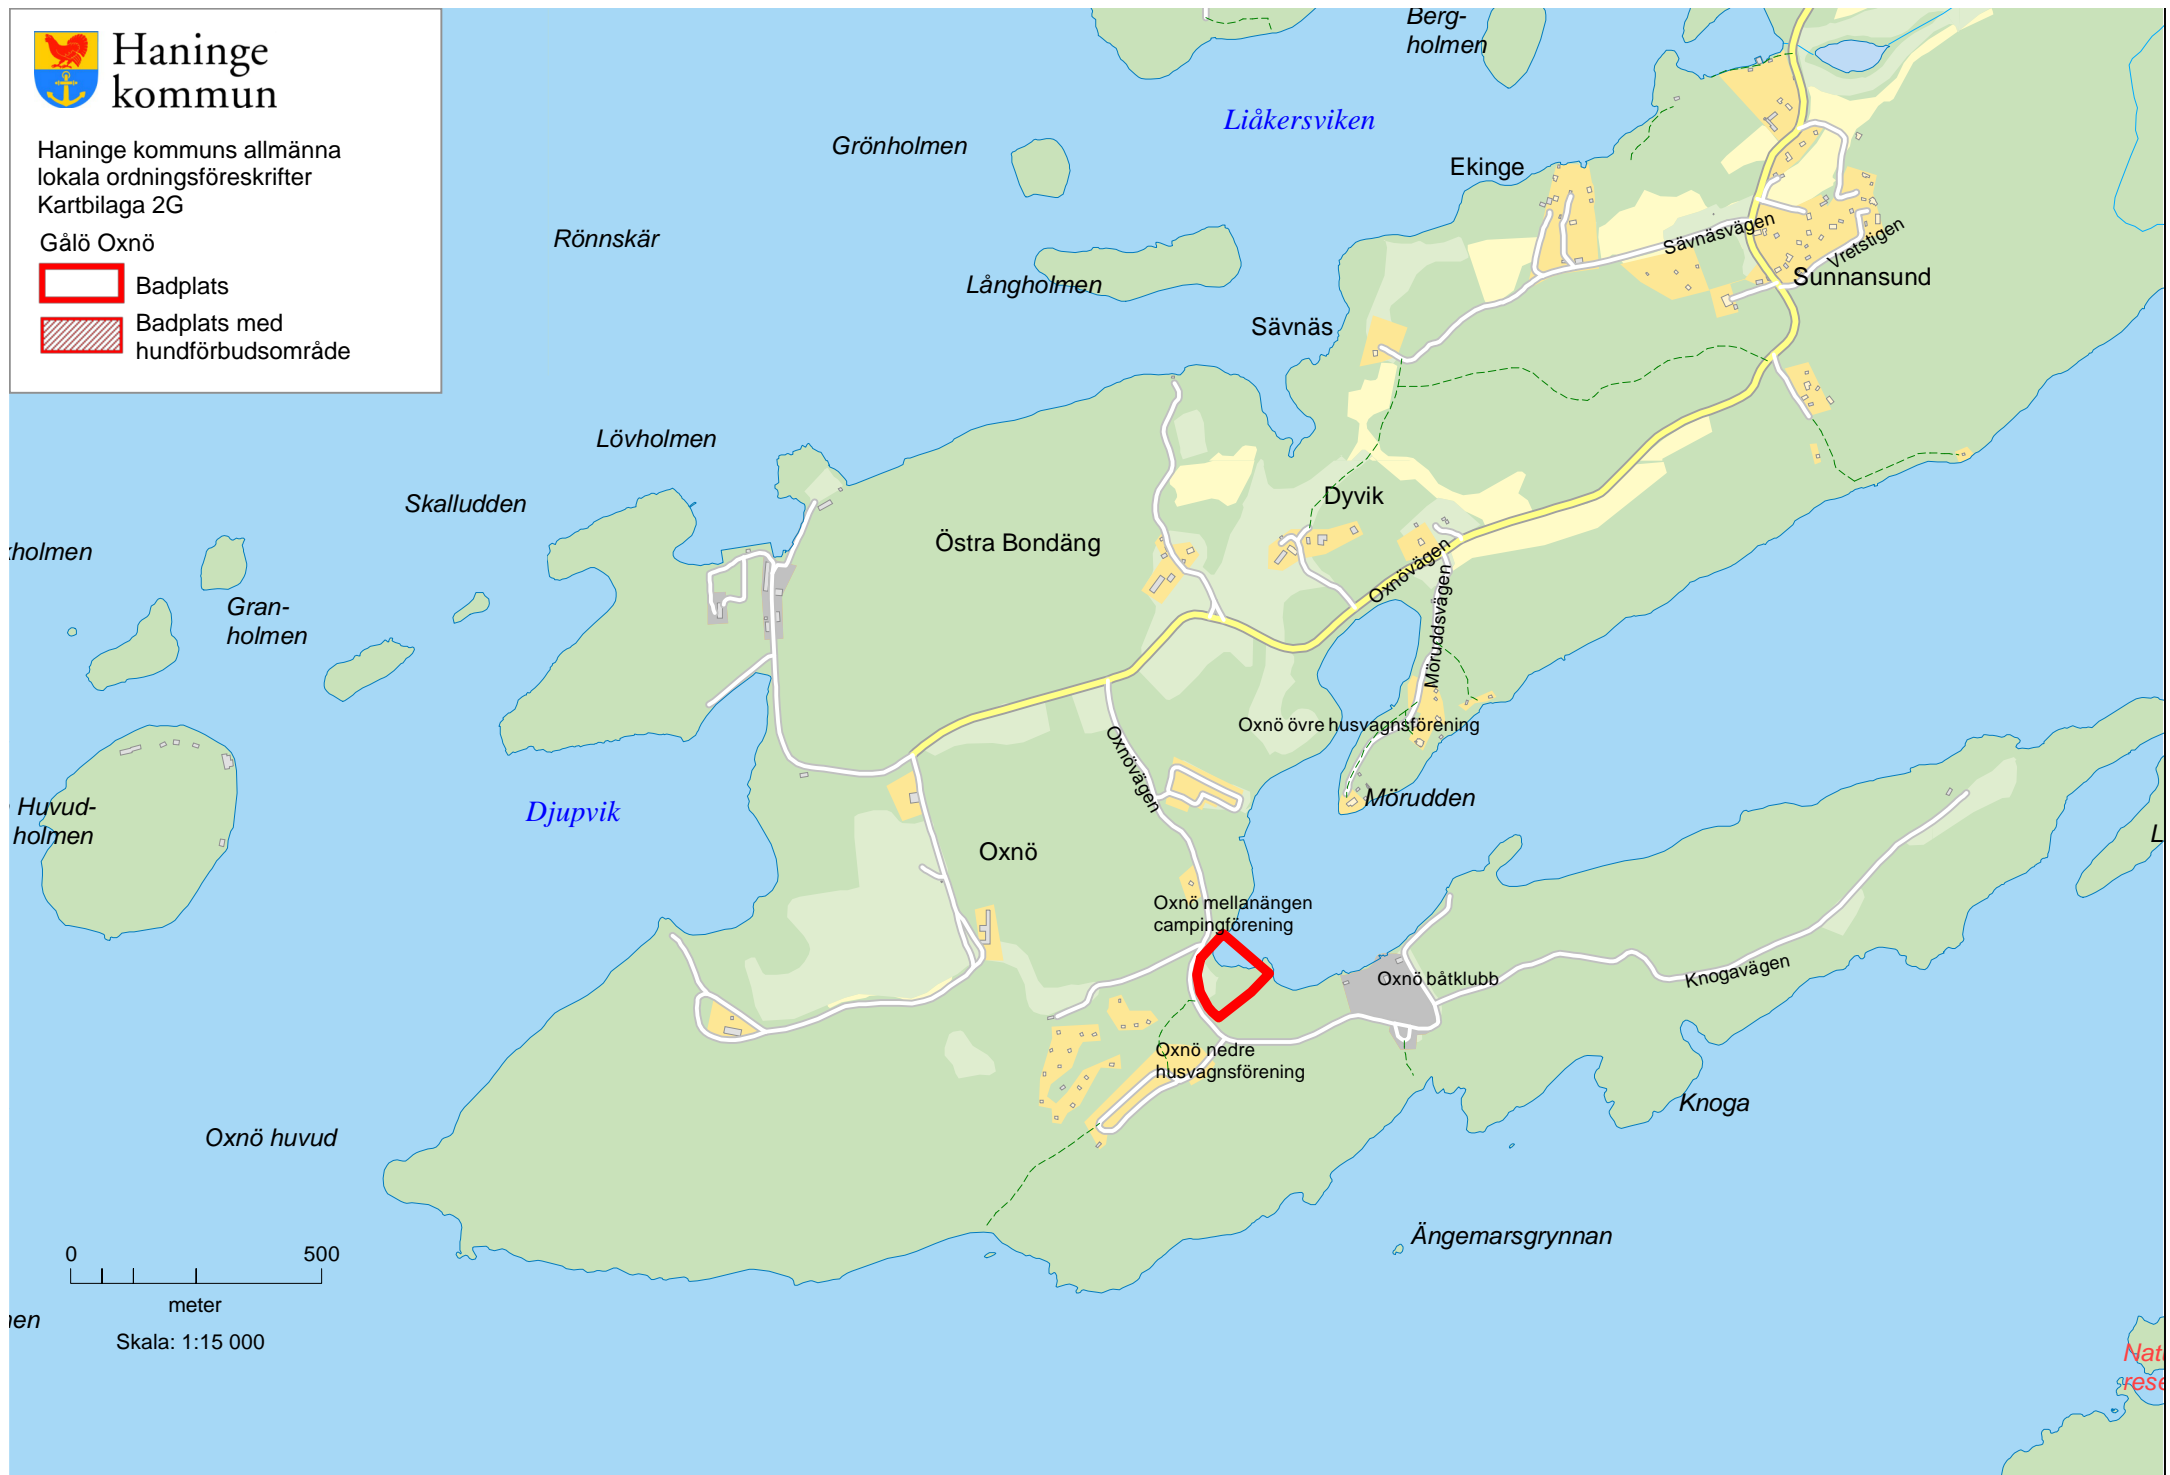 Haninge
kommun
Haninge kommuns allmänna
lokala ordningsföreskrifter
Kartbilaga 2G
Gålö Oxnö
Badplats
Badplats med
hundförbudsområde
Berg-
holmen
Liåkersviken
Grönholmen
Ekinge
Rönnskär
Sävnäsvägen
Vretstigen
Sunnansund
Långholmen
Sävnäs
Lövholmen
Skalludden
Dyvik
Östra Bondäng
holmen
Oxnövägen
Möruddsvägen
Gran-
holmen
Oxnö övre husvagnsförening
Oxnövägen
Mörudden
Huvud-
holmen
Djupvik
Oxnö
L
Oxnö mellanängen
campingförening
Oxnö båtklubb
Knogavägen
Oxnö nedre
husvagnsförening
Knoga
Oxnö huvud
Ängemarsgrynnan
0 500
meter
Skala: 1:15 000
en
Nat
rese